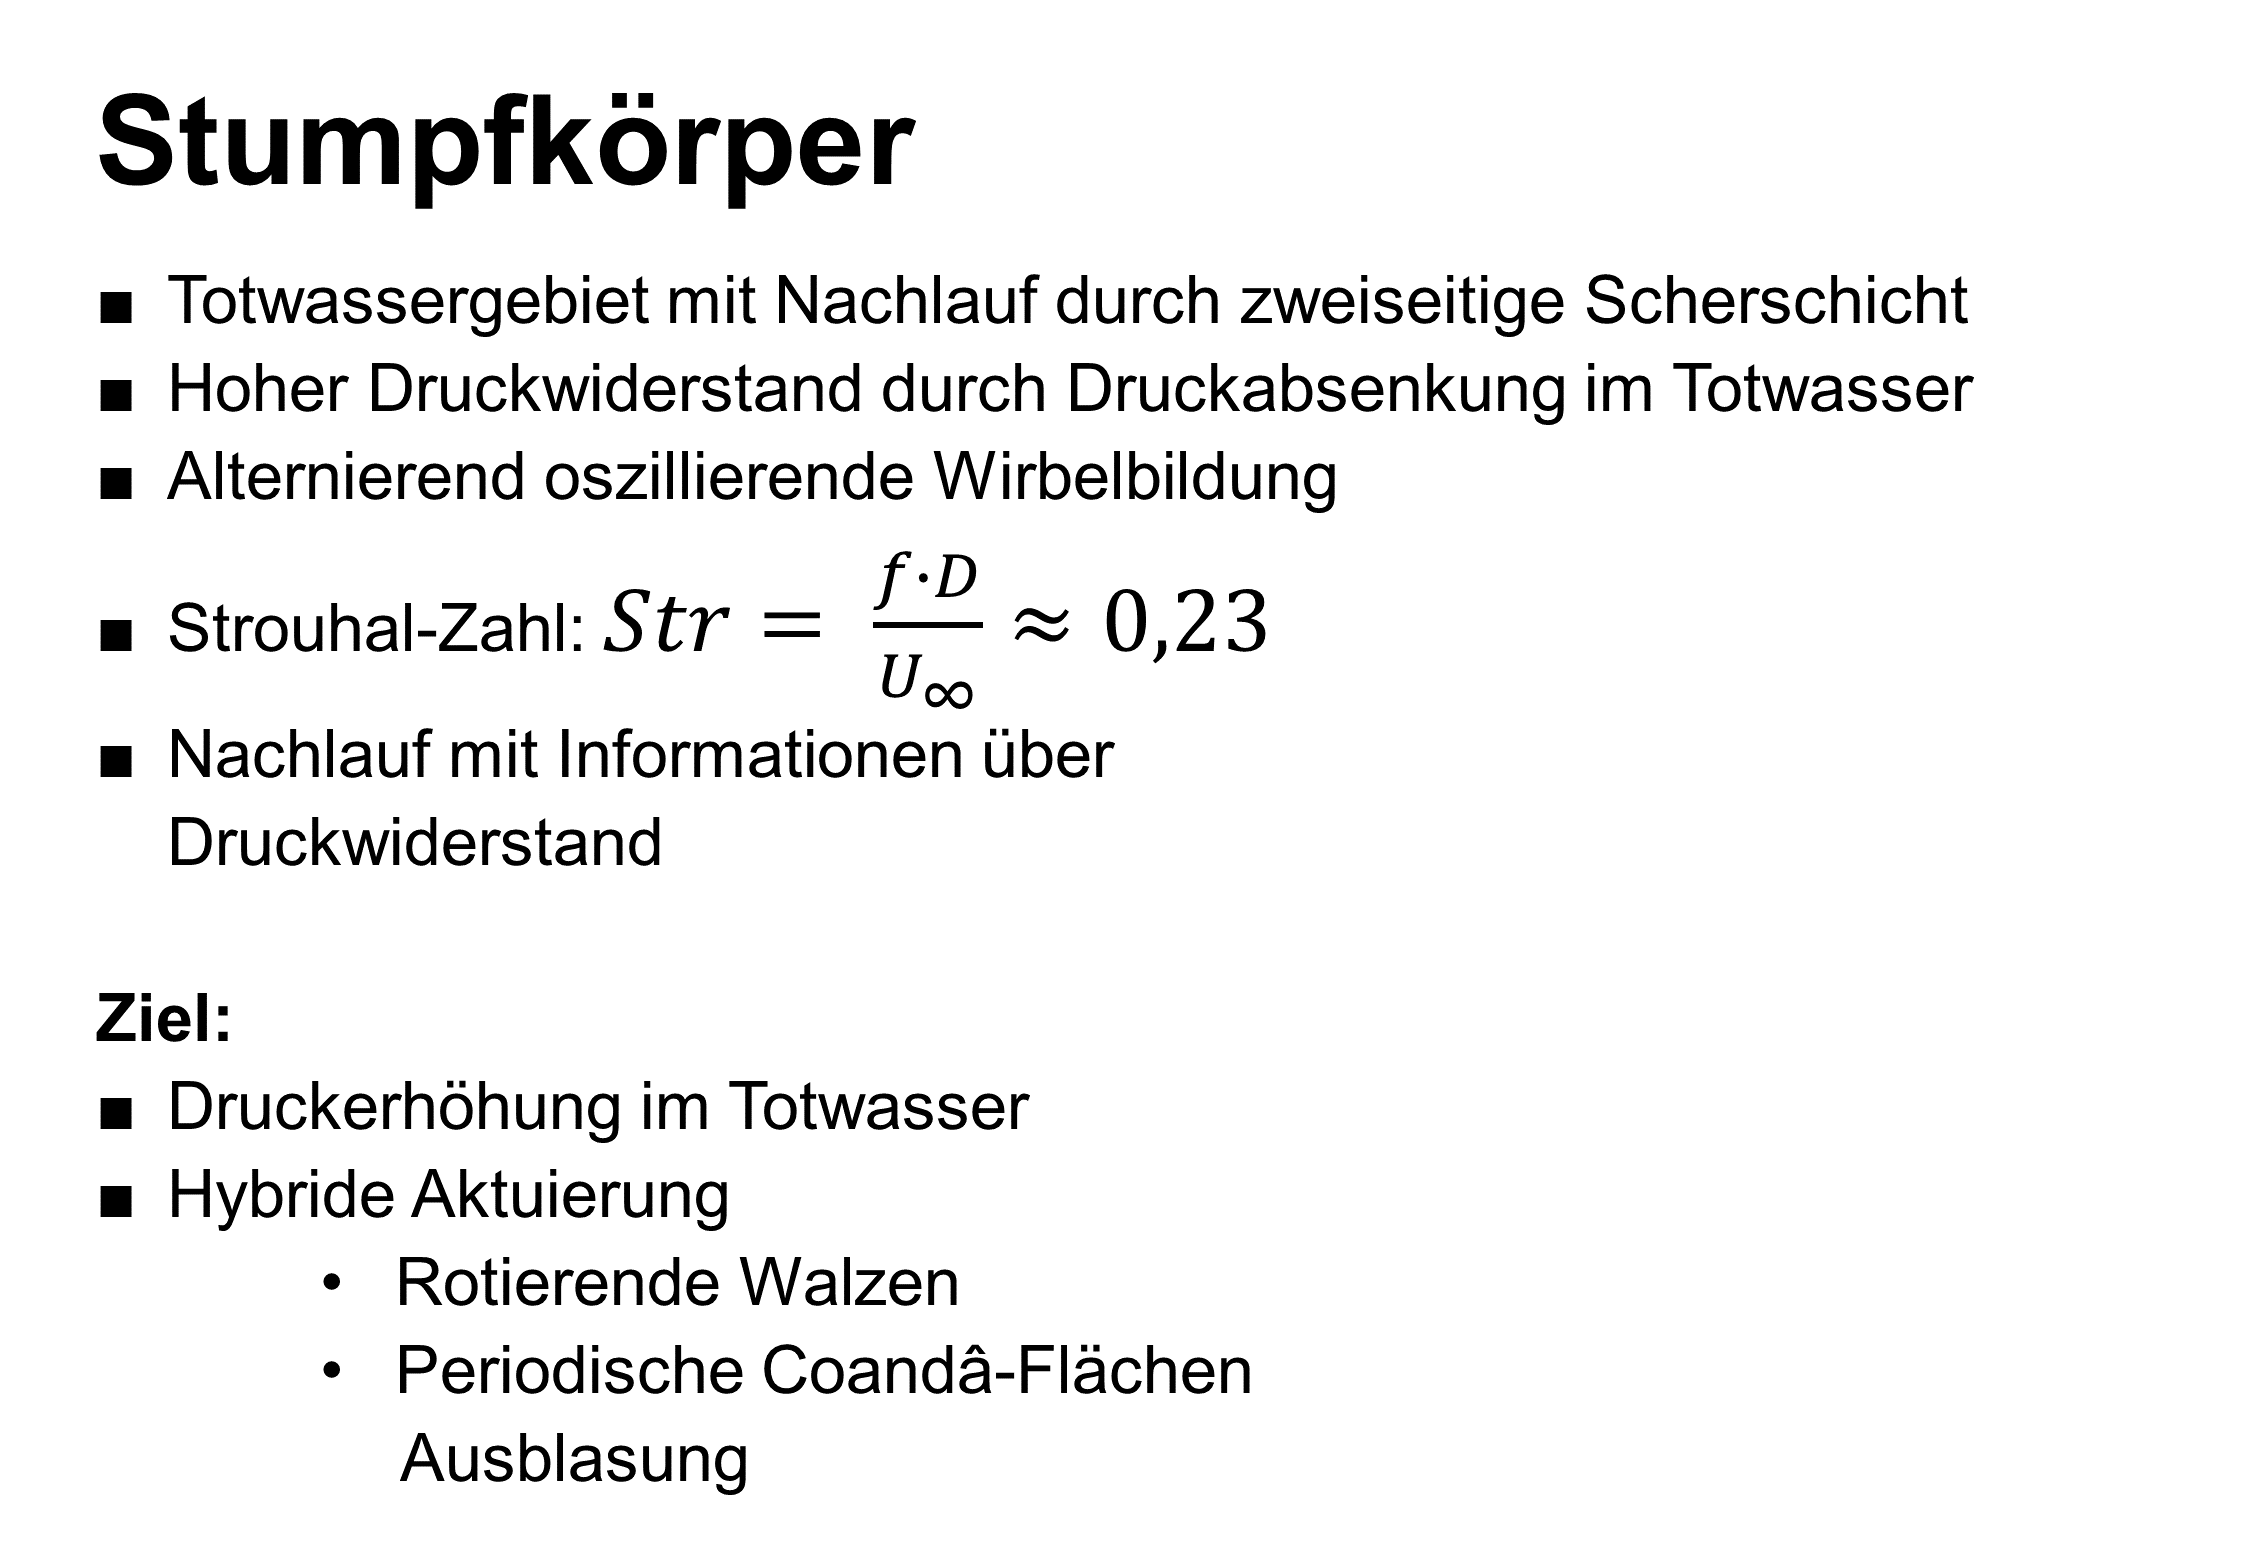 Stumpfkörper
■ Totwassergebiet mit Nachlauf durch zweiseitige Scherschicht
■ Hoher Druckwiderstand durch Druckabsenkung im Totwasser
■ Alternierend oszillierende Wirbelbildung
■ Strouhal-Zahl: Str = f·D/U∞ ≈ 0,23
■ Nachlauf mit Informationen über
Druckwiderstand
Ziel:
■ Druckerhöhung im Totwasser
■ Hybride Aktuierung
• Rotierende Walzen
• Periodische Coandâ-Flächen
Ausblasung